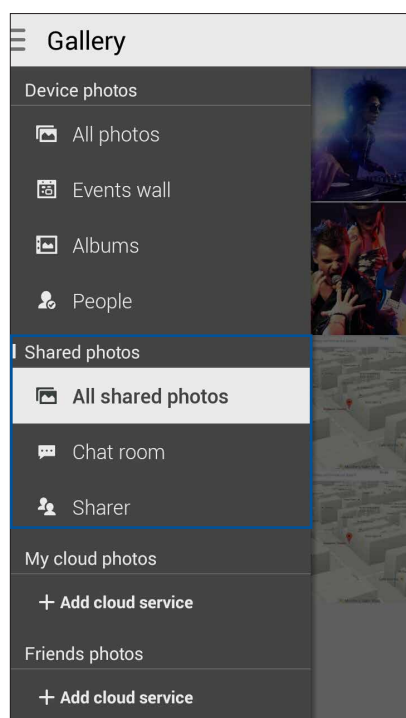 Gallery
Device photos
All photos
Events wall
Albums
People
Shared photos
All shared photos
Chat room
Sharer
My cloud photos
+ Add cloud service
Friends photos
+ Add cloud service